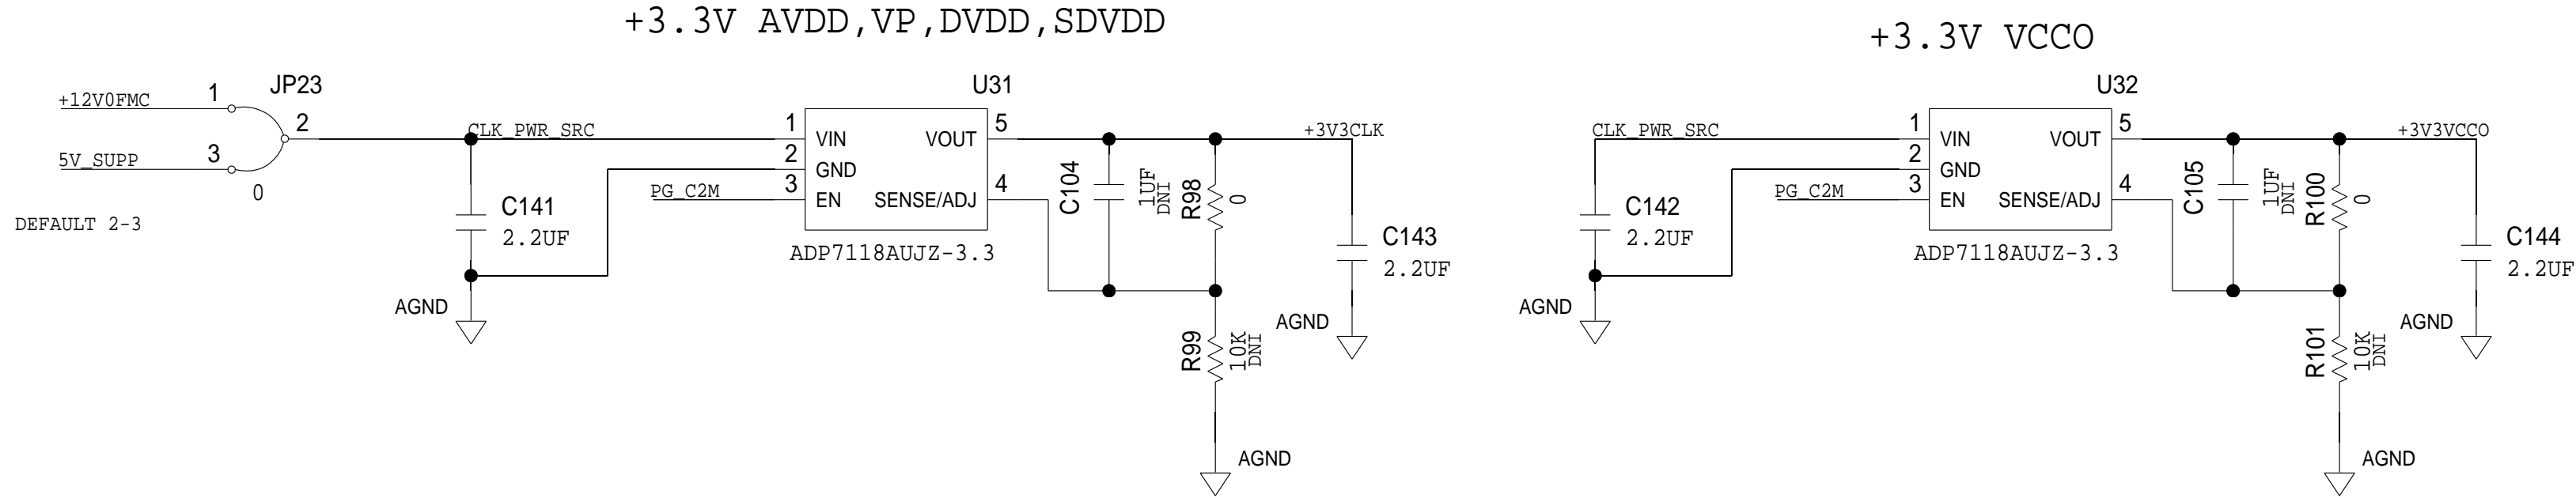 +3.3V AVDD,VP,DVDD,SDVDD
+3.3V VCCO
JP23
+12V0FMC
1
2
5V_SUPP
3
0
DEFAULT 2-3
CLK_PWR_SRC
C141
2.2UF
AGND
PG_C2M
U31
1 VIN VOUT 5
2 GND
3 EN SENSE/ADJ 4
ADP7118AUJZ-3.3
C104
1UF
DNI
R98
0
+3V3CLK
C143
2.2UF
AGND
R99
10K
DNI
AGND
CLK_PWR_SRC
C142
2.2UF
AGND
PG_C2M
U32
1 VIN VOUT 5
2 GND
3 EN SENSE/ADJ 4
ADP7118AUJZ-3.3
C105
1UF
DNI
R100
0
+3V3VCCO
C144
2.2UF
AGND
R101
10K
DNI
AGND